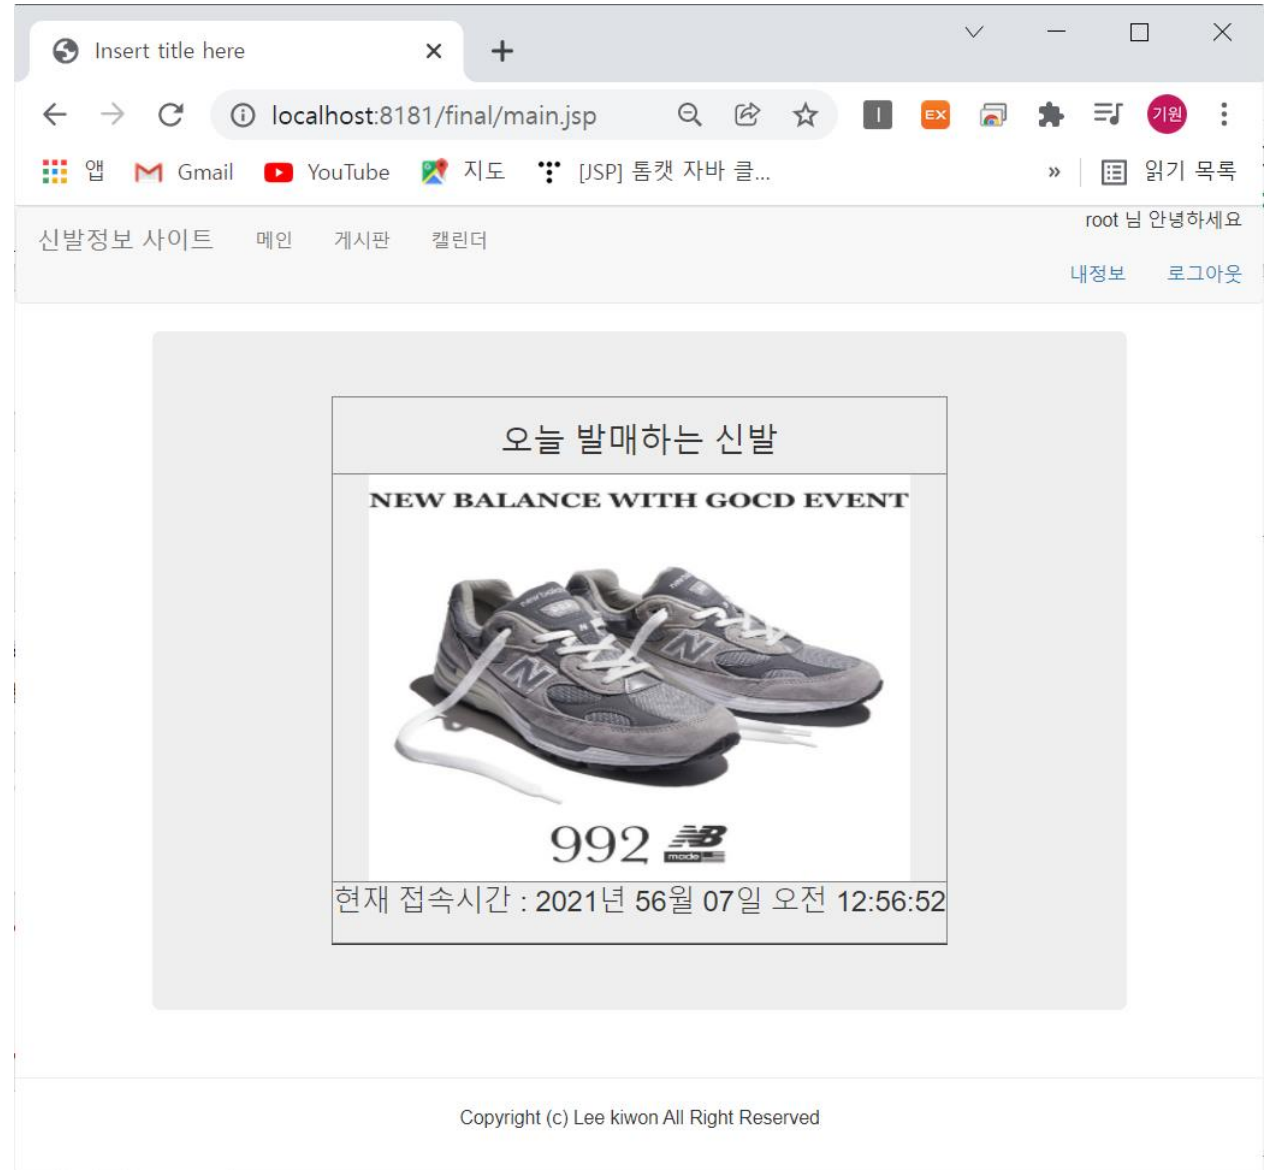 Insert title here
localhost:8181/final/main.jsp
EX
기원
앱 Gmail YouTube 지도 [JSP] 톰캣 자바 클... » 읽기 목록
신발정보 사이트 메인 게시판 캘린더
root 님 안녕하세요
내정보 로그아웃
오늘 발매하는 신발
NEW BALANCE WITH GOCD EVENT
new balance
N
N
N
992 NB
made
현재 접속시간 : 2021년 56월 07일 오전 12:56:52
Copyright (c) Lee kiwon All Right Reserved